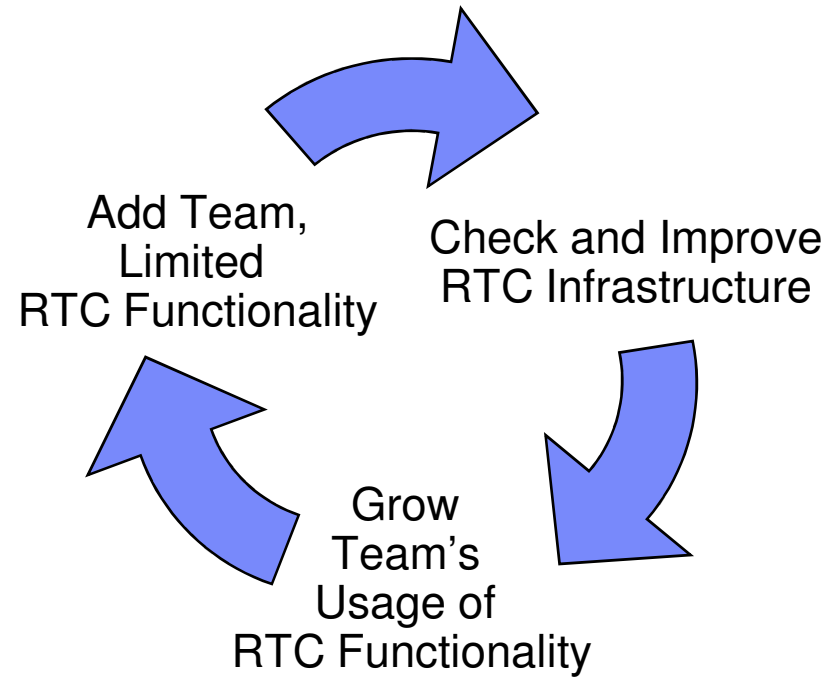 Add Team,
Limited
RTC Functionality
Check and Improve
RTC Infrastructure
Grow
Team’s
Usage of
RTC Functionality